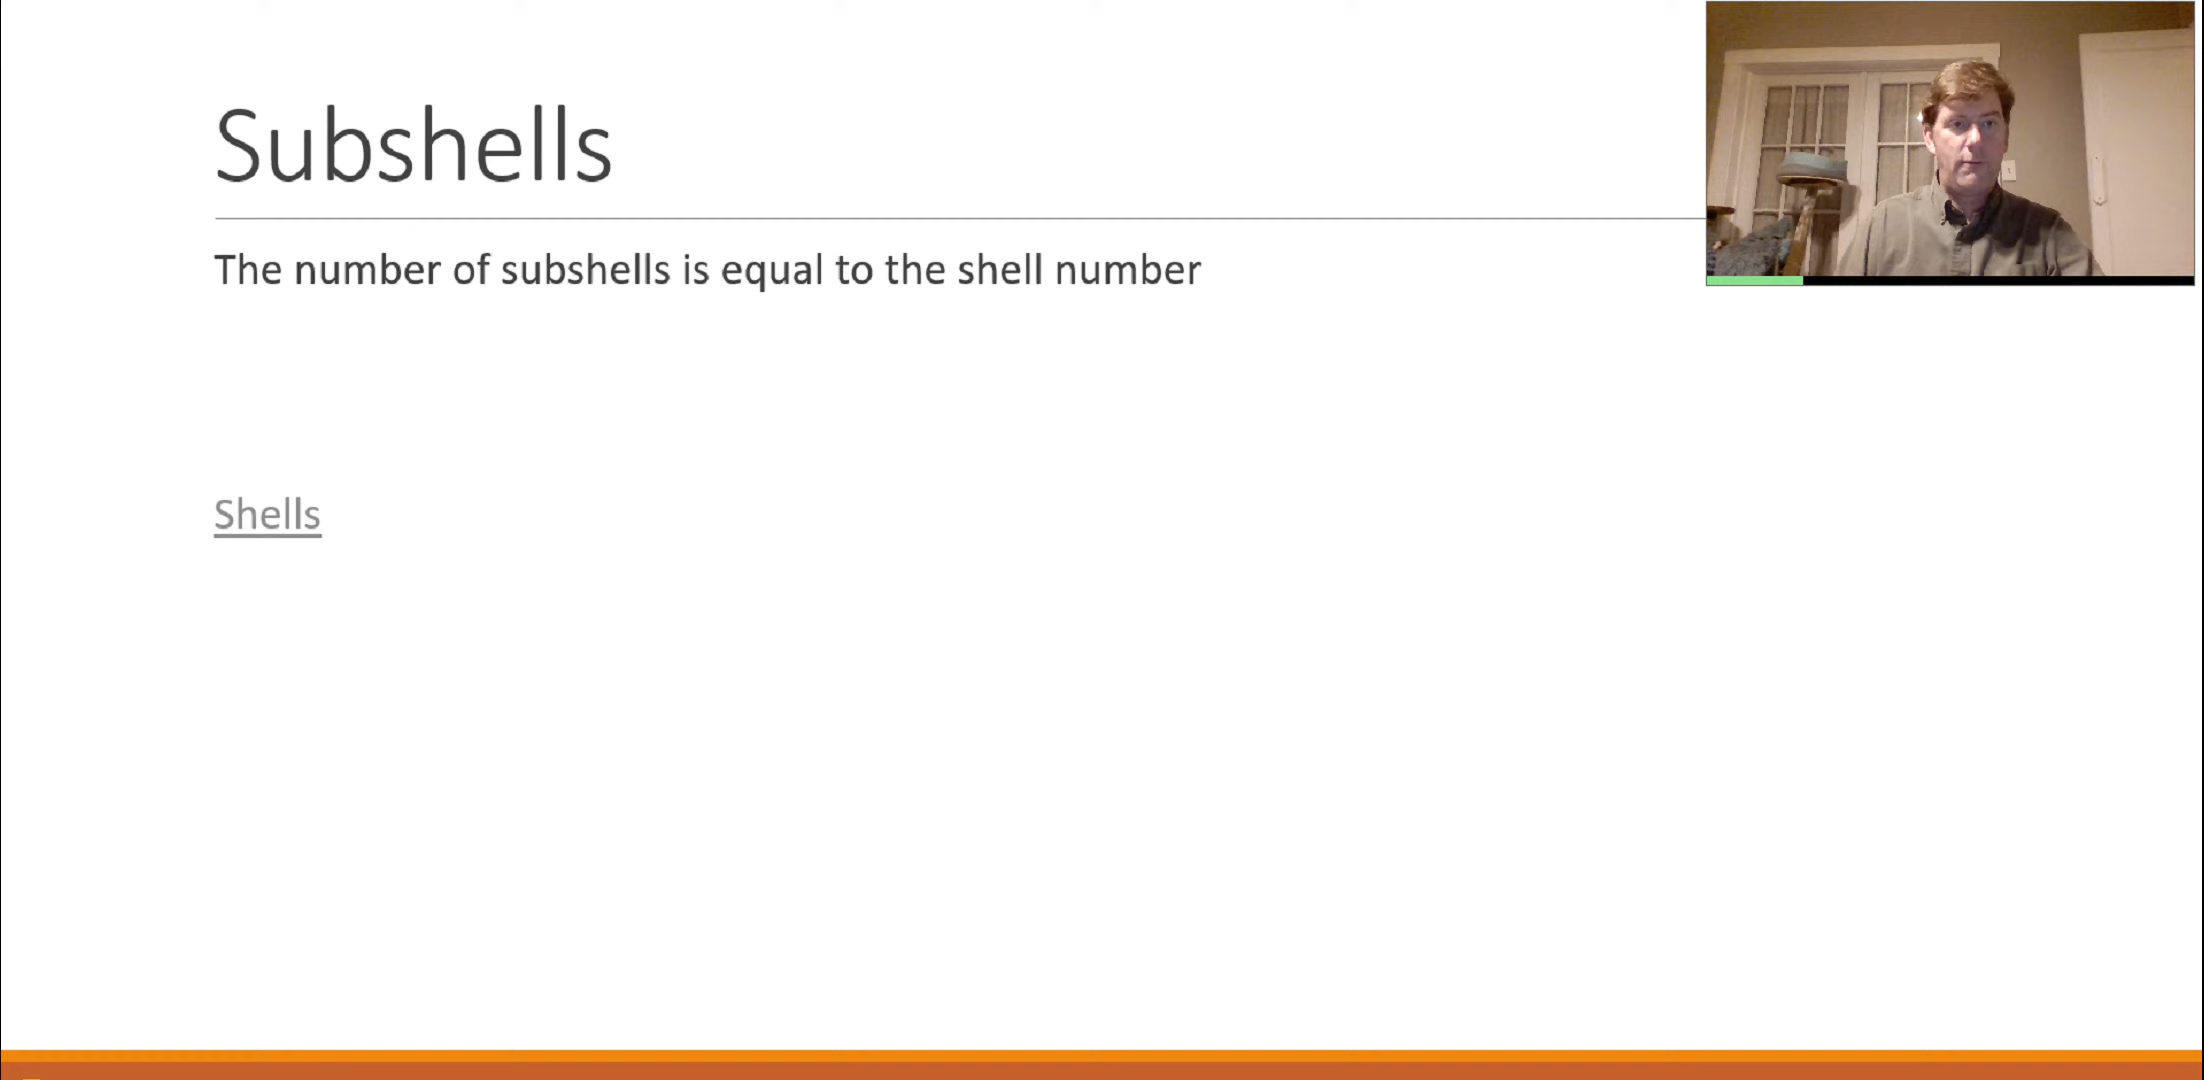 Subshells
The number of subshells is equal to the shell number
Shells